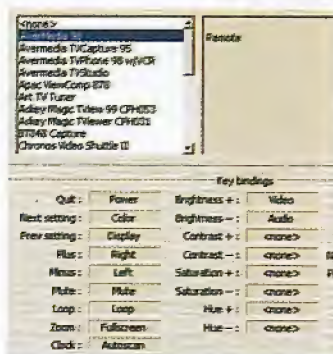 <none>
AverMedia 98
Avermedia TVCapture 95
Avermedia TVPhone 98 w/VCR
Avermedia TVStudio
Apac ViewComp 878
Art TV Tuner
Askey Magic TView 99 CPH053
Askey Magic TViewer CPH031
BT848 Capture
Chronos Video Shuttle II
Remote
Key bindings
Quit : Power Brightness + : Video
Next setting : Color Brightness - : Audio
Prev setting : Display Contrast + : <none>
Plus : Right Contrast - : <none>
Minus : Left Saturation + : <none>
Mute : Mute Saturation - : <none>
Loop : Loop Hue + : <none>
Zoom : Fullscreen Hue - : <none>
Clock : Autoscan